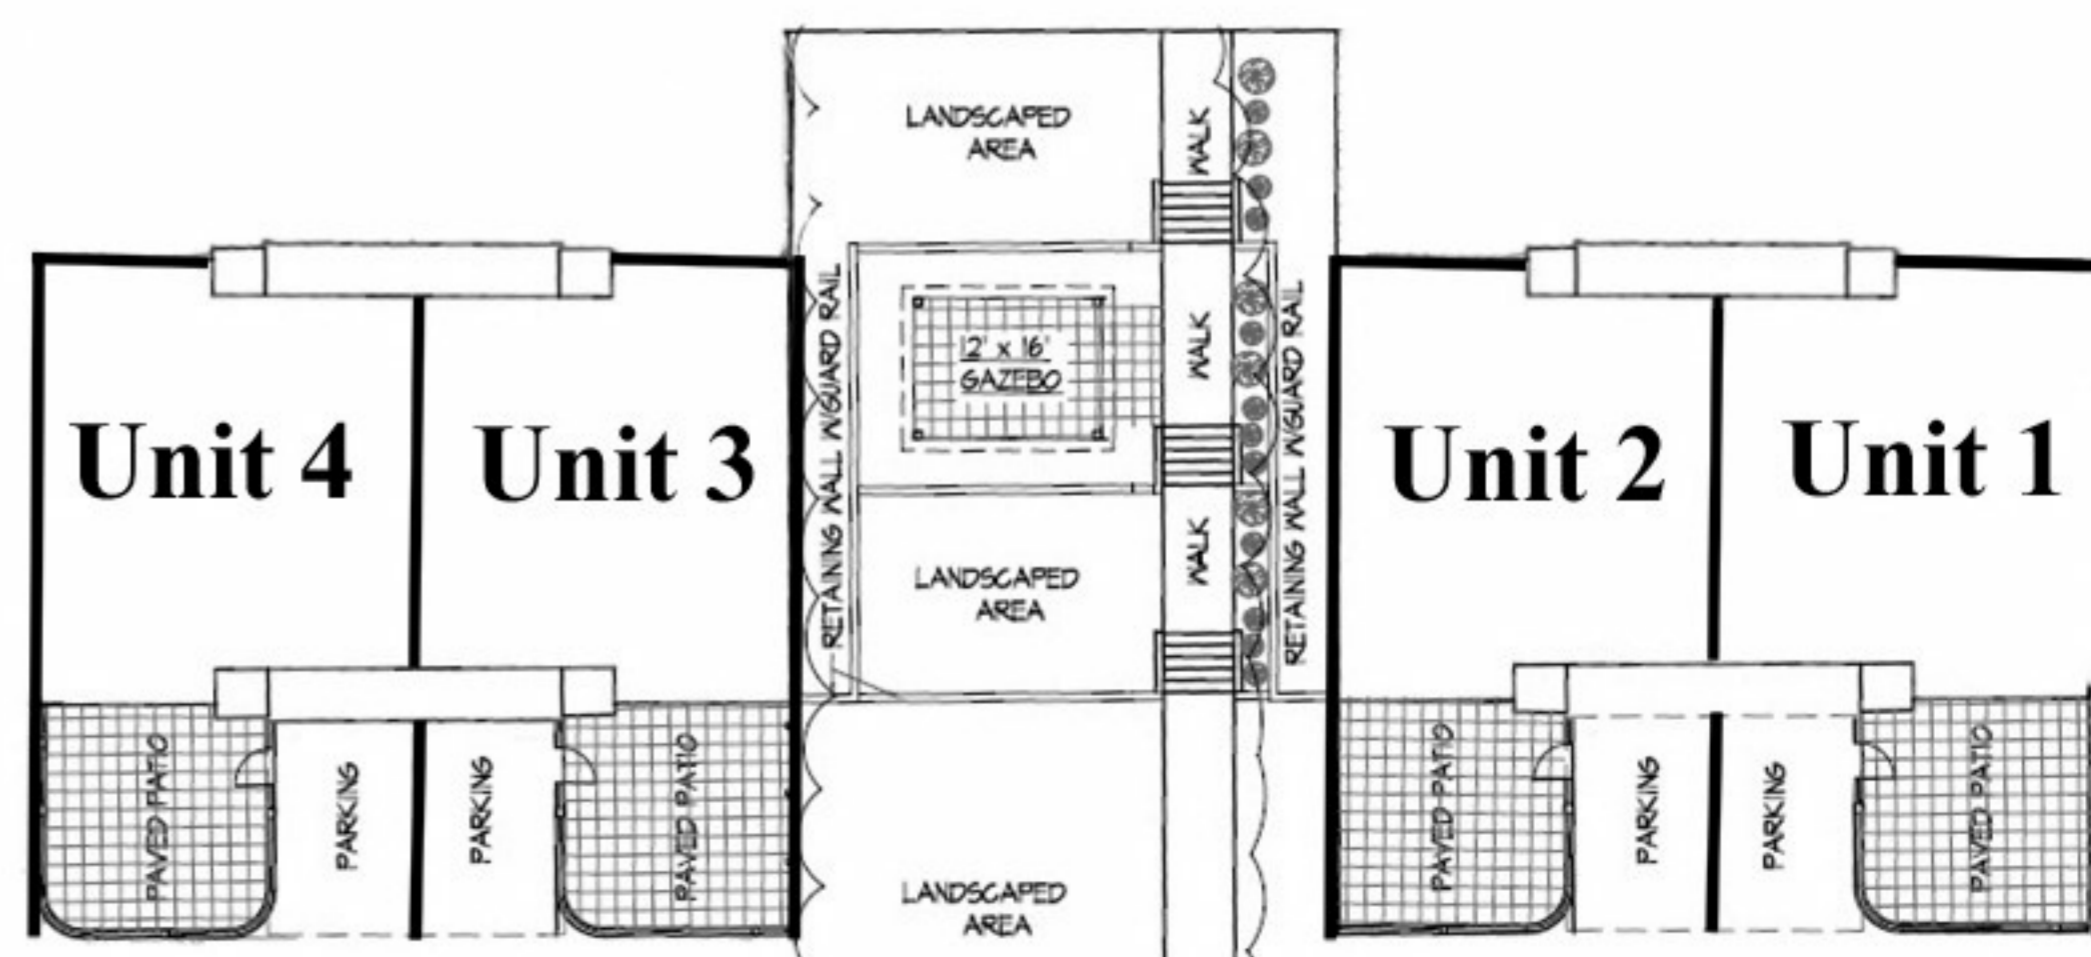 LANDSCAPED
AREA
WALK
RETAINING WALL W/GUARD RAIL
12' x 16'
GAZEBO
WALK
RETAINING WALL W/GUARD RAIL
Unit 4
Unit 3
Unit 2
Unit 1
LANDSCAPED
AREA
WALK
PAVED PATIO
PARKING
PARKING
PAVED PATIO
PAVED PATIO
PARKING
PARKING
PAVED PATIO
LANDSCAPED
AREA